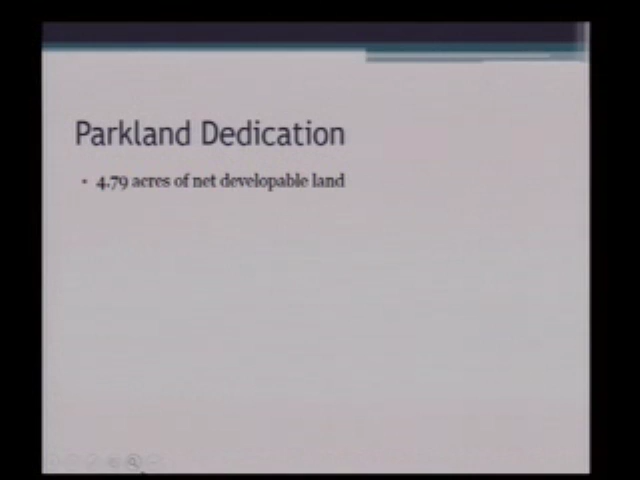 Parkland Dedication
• 4.79 acres of net developable land